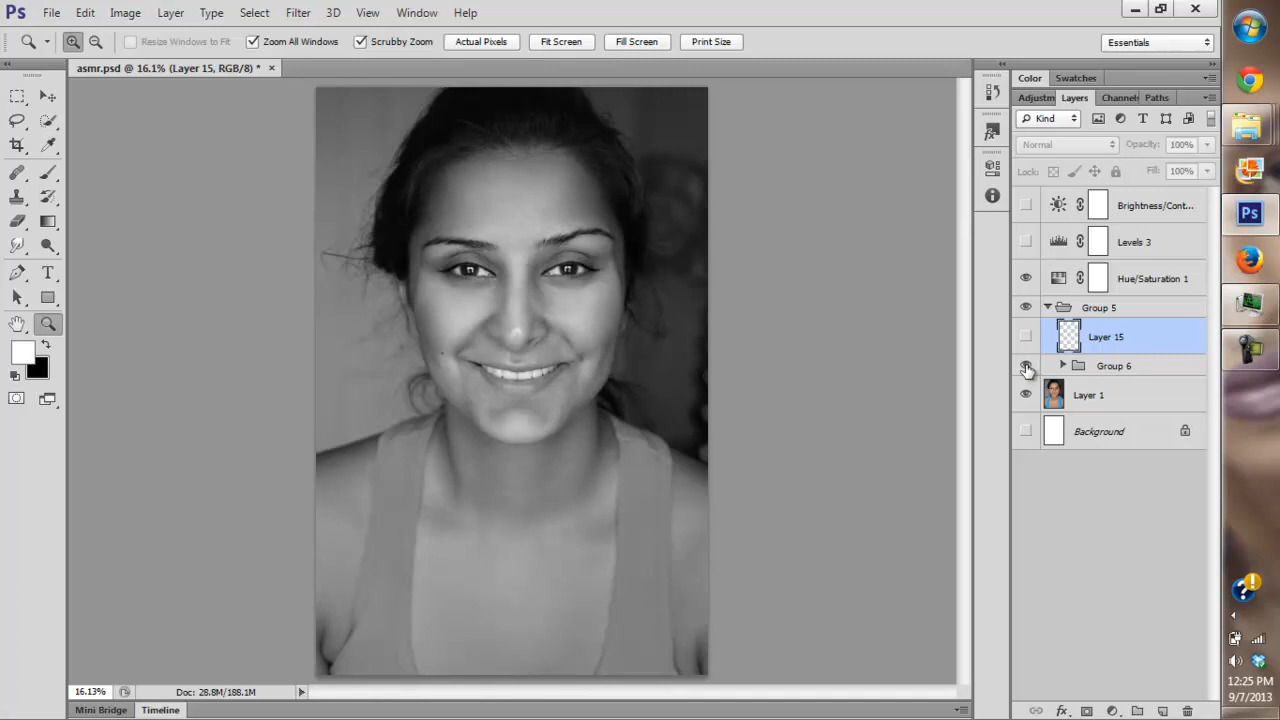 Ps File Edit Image Layer Type Select Filter 3D View Window Help
Resize Windows to Fit Zoom All Windows Scrubby Zoom Actual Pixels Fit Screen Fill Screen Print Size Essentials
asmr.psd @ 16.1% (Layer 15, RGB/8) * ×
Color Swatches
Adjustm Layers Channels Paths
Kind
Normal Opacity: 100%
Lock: Fill: 100%
Brightness/Cont...
Levels 3
Hue/Saturation 1
Group 5
Layer 15
Group 6
Layer 1
Background
16.13% Doc: 28.8M/188.1M
Mini Bridge Timeline
Ps
12:25 PM
9/7/2013